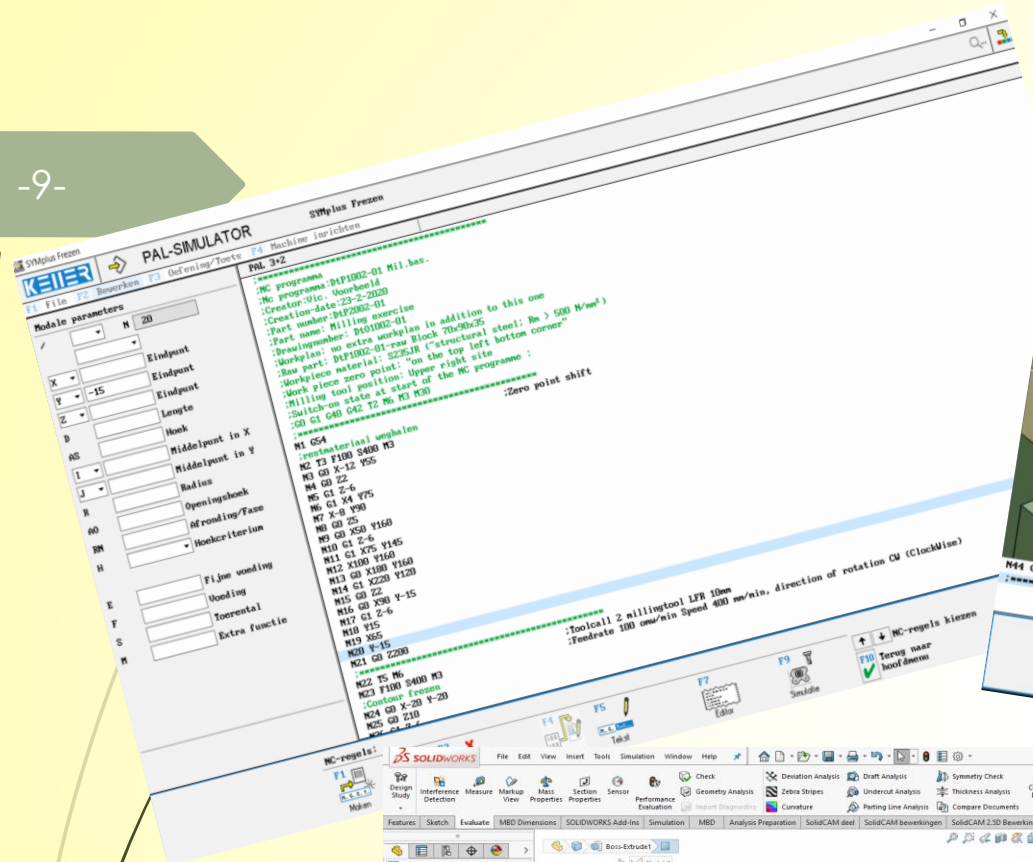 -9-
SYMplus Frezen
SYMplus Frezen
KELLER
PAL-SIMULATOR
F1 File F2 Bewerken F3 Oefening/Toets F4 Machine inrichten
Modale parameters
/ N 20
X Eindpunt
Y -15 Eindpunt
Z Eindpunt
D Lengte
AS Hoek
I Middelpunt in X
J Middelpunt in Y
R Radius
AO Openingshoek
RN Afronding/Fase
H Hoekcriterium
E Fijne voeding
F Voeding
S Toerental
M Extra functie
PAL 3+2
;NC programma
;Nc programma:DtP1002-01 Mil.bas.
;Creator:Vic. Voorbeeld
;Creation-date:23-2-2020
;Part number:DtP2002-01
;Part name: Milling exercise
;Drawingnumber: DtO1002-01
;Workplan: no extra workplan in addition to this one
;Raw part: DtP1002-01-raw Block 70x90x35
;Workpiece material: S235JR ("structural steel; Rm > 500 N/mm²)
;Work piece zero point: "on the top left bottom corner"
;Milling tool position: Upper right site
;Switch-on state at start of the NC programme :
;G0 G1 G40 G42 T2 M6 M3 M30
N1 G54 ;Zero point shift
;restmateriaal weghalen
N2 T3 F100 S400 M3
N3 G0 X-12 Y55
N4 G0 Z2
N5 G1 Z-6
N6 G1 X4 Y75
N7 X-8 Y90
N8 G0 Z5
N9 G0 X50 Y160
N10 G1 Z-6
N11 G1 X75 Y145
N12 X100 Y160
N13 G0 X180 Y160
N14 G1 X220 Y120
N15 G0 Z2
N16 G0 X90 Y-15
N17 G1 Z-6
N18 Y15
N19 X65
N20 Y-15
N21 G0 Z200
N22 T5 M6 ;Toolcall 2 millingtool LFR 10mm
N23 F100 S400 M3 ;Feedrate 100 omw/min Speed 400 mm/min, direction of rotation CW (ClockWise)
;Contour frezen
N24 G0 X-20 Y-20
N25 G0 Z10
NC-regels:
F1
Maken
F4
F5
Tekst
F7
Editor
F9
Simulatie
NC-regels kiezen
F10 Terug naar
hoofdmenu
N44
SOLIDWORKS File Edit View Insert Tools Simulation Window Help
Design Study
Interference Detection
Measure
Markup View
Mass Properties
Section Properties
Sensor
Performance Evaluation
Check
Geometry Analysis
Import Diagnostics
Deviation Analysis
Zebra Stripes
Curvature
Draft Analysis
Undercut Analysis
Parting Line Analysis
Symmetry Check
Thickness Analysis
Compare Documents
Features Sketch Evaluate MBD Dimensions SOLIDWORKS Add-Ins Simulation MBD Analysis Preparation SolidCAM deel SolidCAM bewerkingen SolidCAM 2.5D
Boss-Extrude1